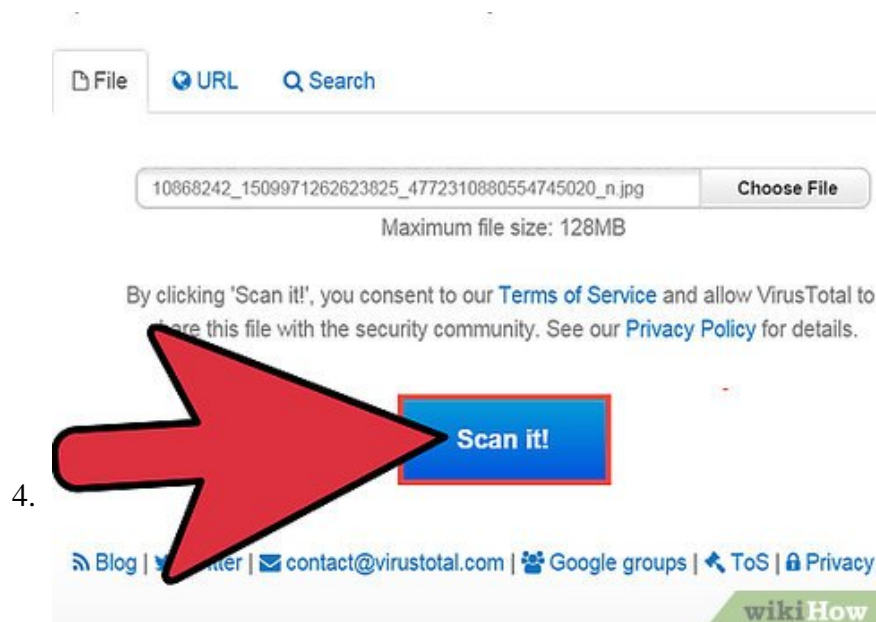 File URL Search
10868242_1509971262623825_4772310880554745020_n.jpg Choose File
Maximum file size: 128MB
By clicking 'Scan it!', you consent to our Terms of Service and allow VirusTotal to
this file with the security community. See our Privacy Policy for details.
Scan it!
4.
Blog | | contact@virustotal.com | Google groups | ToS | Privacy
wikiHow